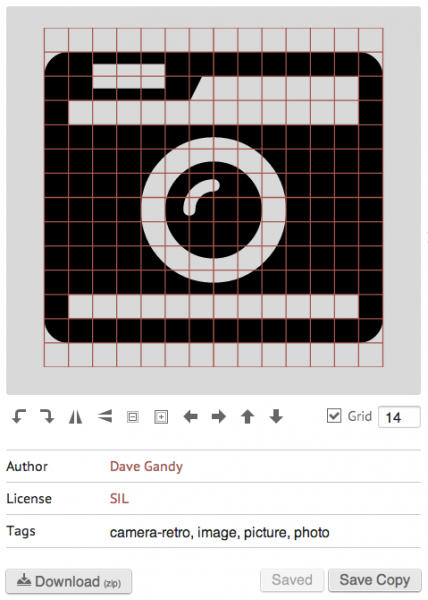 Grid 14
Author Dave Gandy
License SIL
Tags camera-retro, image, picture, photo
Download (zip) Saved Save Copy